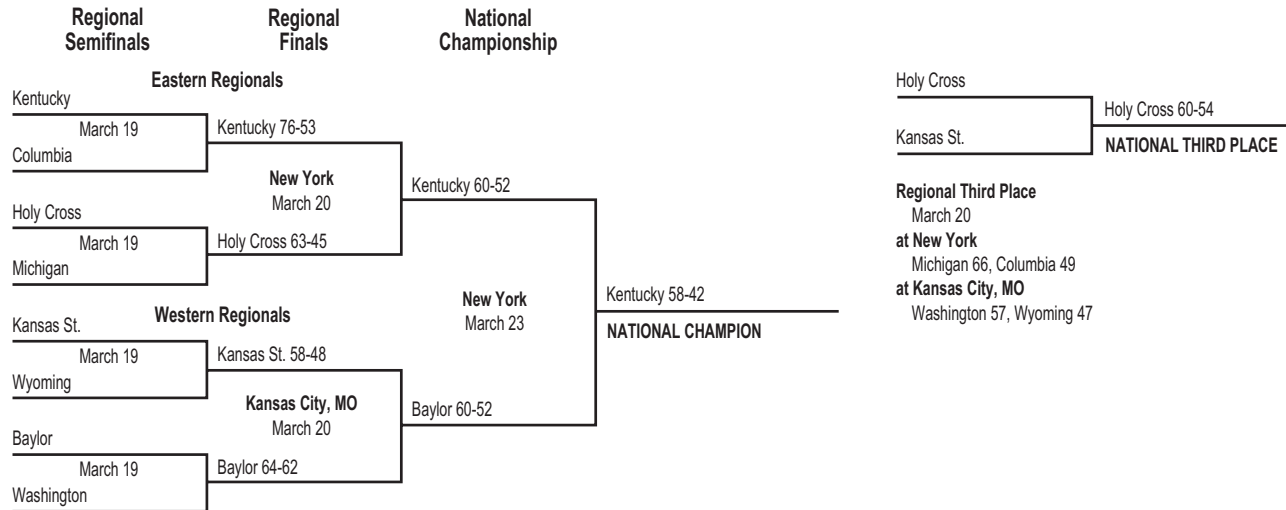 Regional
Semifinals
Regional
Finals
National
Championship
Eastern Regionals
Kentucky
March 19
Columbia
Kentucky 76-53
New York
March 20
Holy Cross
March 19
Michigan
Holy Cross 63-45
Kentucky 60-52
Western Regionals
Kansas St.
March 19
Wyoming
Kansas St. 58-48
Kansas City, MO
March 20
Baylor
March 19
Washington
Baylor 64-62
Baylor 60-52
New York
March 23
Kentucky 58-42
NATIONAL CHAMPION
Holy Cross
Kansas St.
Holy Cross 60-54
NATIONAL THIRD PLACE
Regional Third Place
March 20
at New York
Michigan 66, Columbia 49
at Kansas City, MO
Washington 57, Wyoming 47